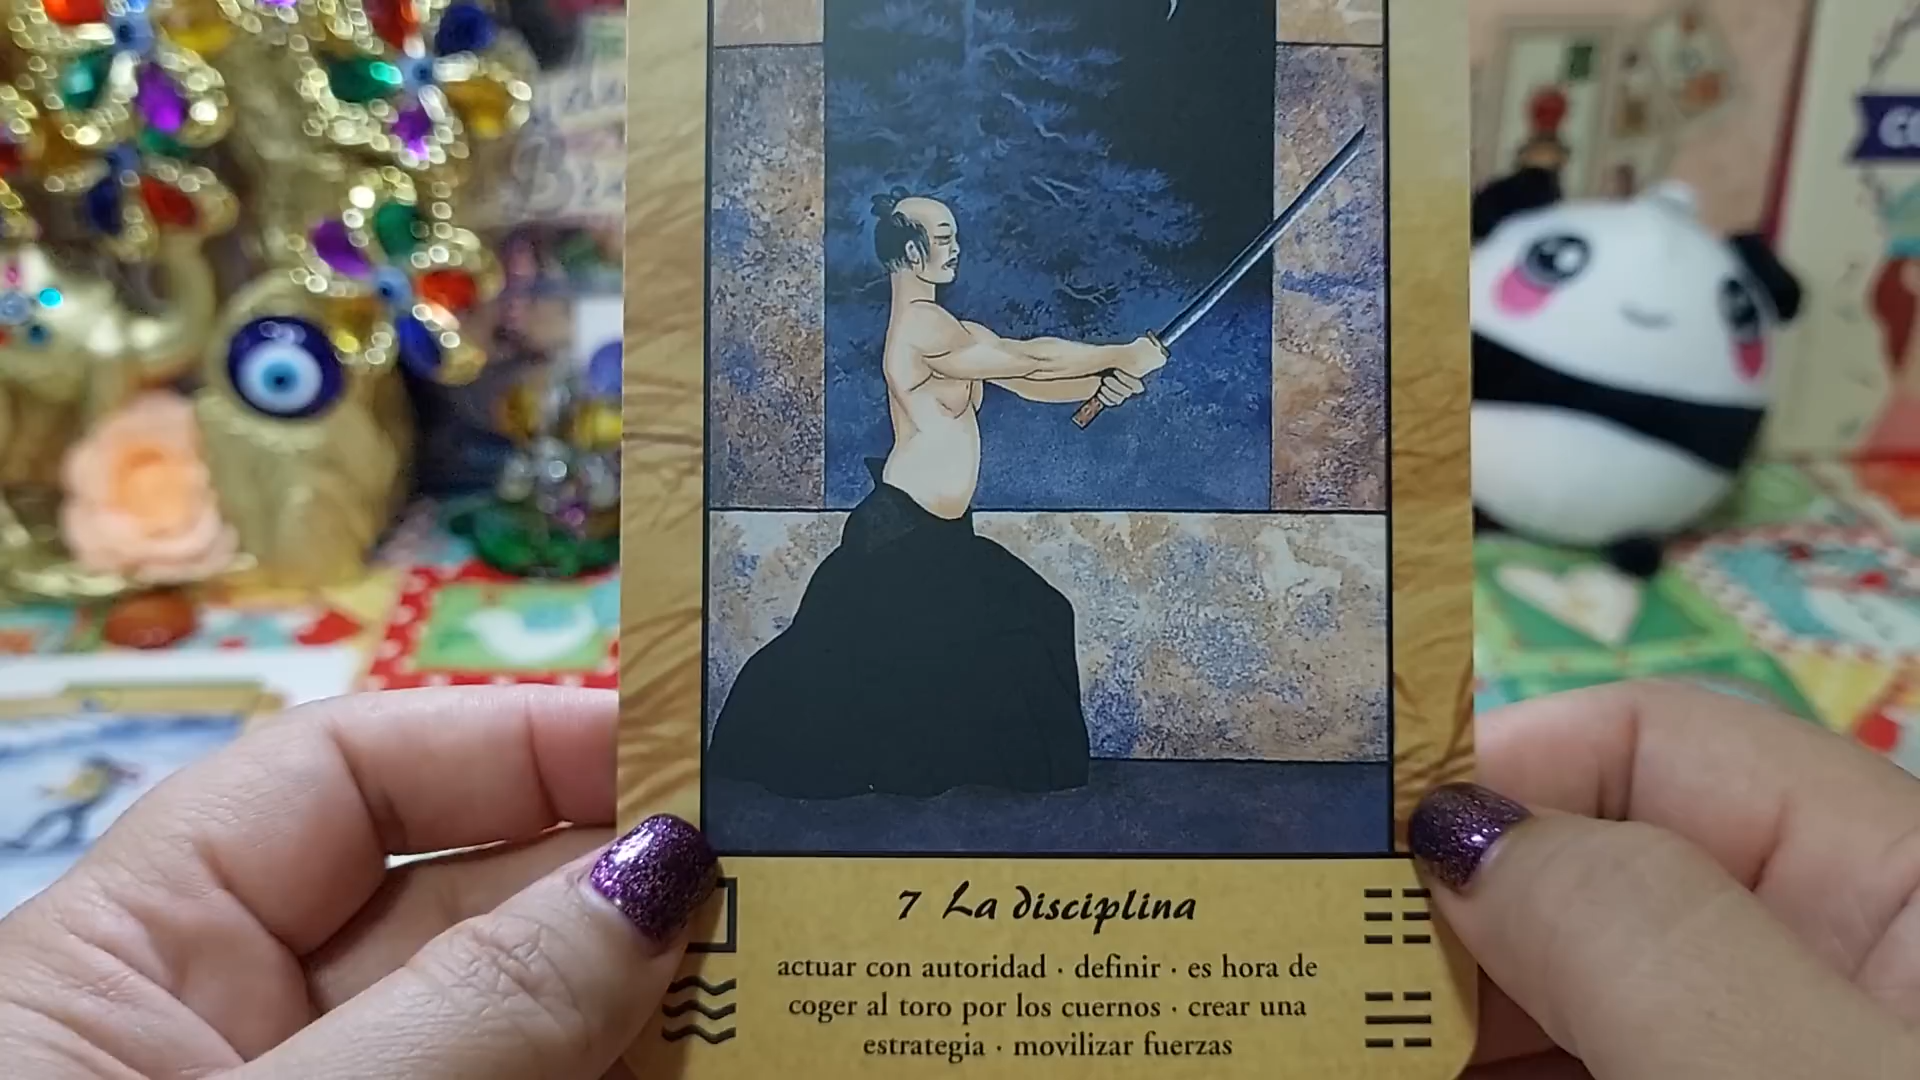 7 La disciplina
actuar con autoridad · definir · es hora de
coger al toro por los cuernos · crear una
estrategia · movilizar fuerzas